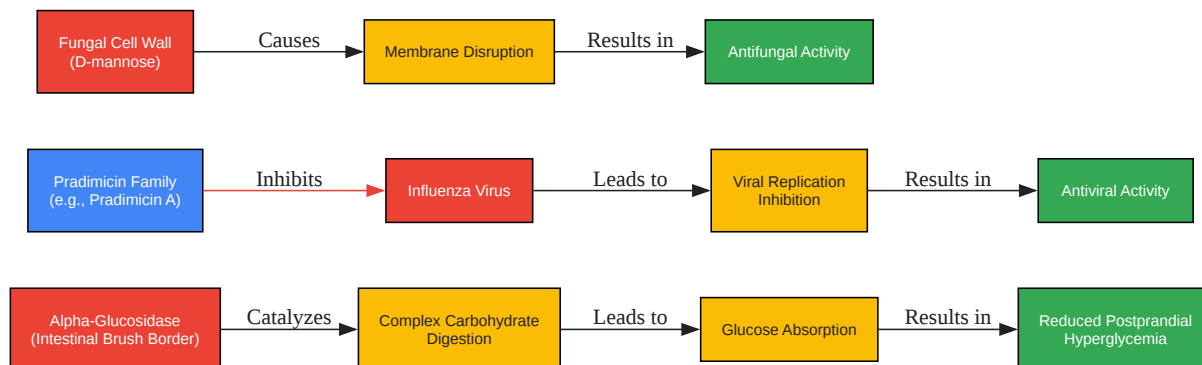 Fungal Cell Wall
(D-mannose)
Causes
Membrane Disruption
Results in
Antifungal Activity
Pradimicin Family
(e.g., Pradimicin A)
Inhibits
Influenza Virus
Leads to
Viral Replication
Inhibition
Results in
Antiviral Activity
Alpha-Glucosidase
(Intestinal Brush Border)
Catalyzes
Complex Carbohydrate
Digestion
Leads to
Glucose Absorption
Results in
Reduced Postprandial
Hyperglycemia